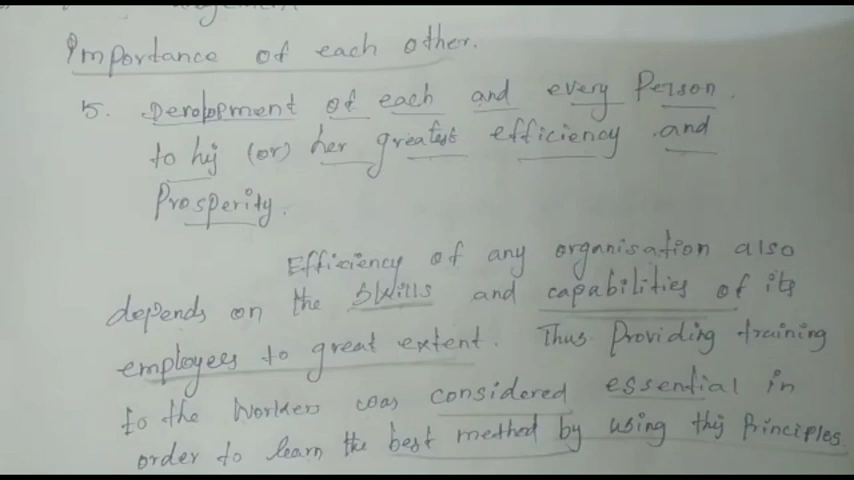 Importance of each other.
5. Development of each and every Person
to his (or) her greatest efficiency and
Prosperity.
Efficiency of any organisation also
depends on the Skills and capabilities of its
employees to great extent. Thus Providing training
to the Workers was considered essential in
order to learn the best method by using this Principles